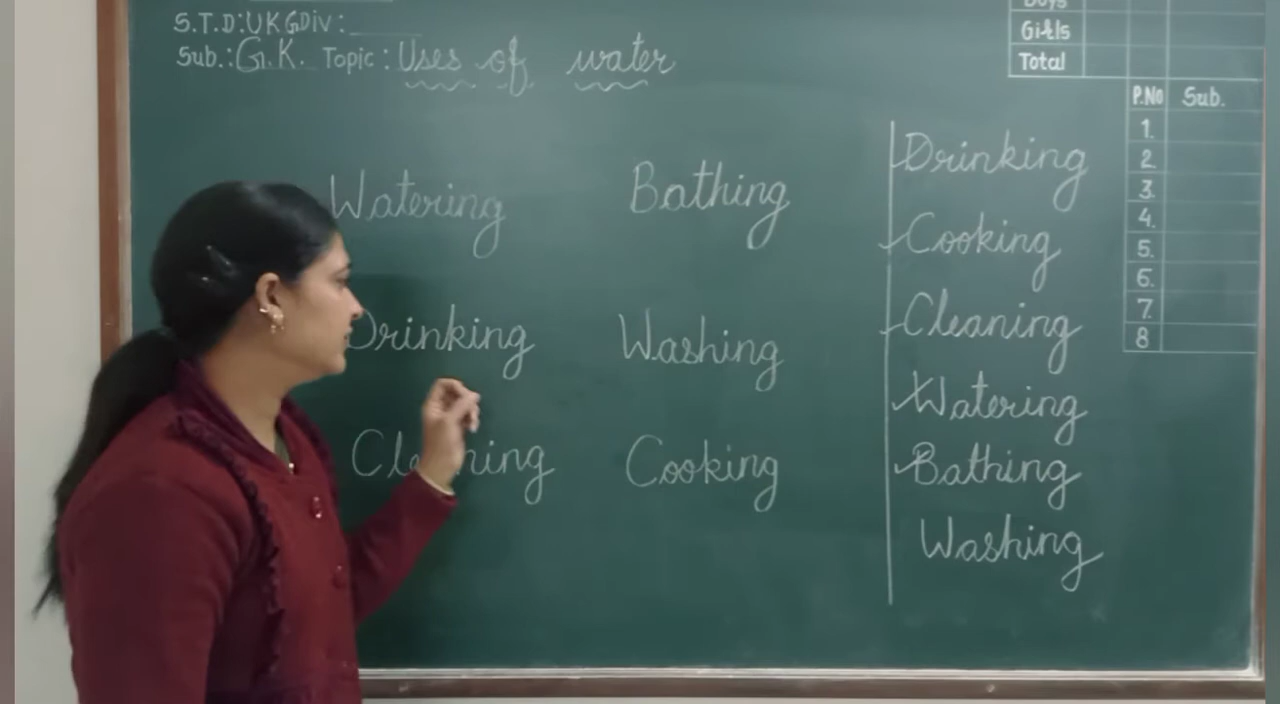 S.T.D:UKG Div:
Sub.: G.K. Topic: Uses of water
Watering Bathing
Drinking Washing
Cooking
Drinking
Cooking
Cleaning
Watering
Bathing
Washing
Girls
Total
P.No Sub.
1.
2.
3.
4.
5.
6.
7.
8